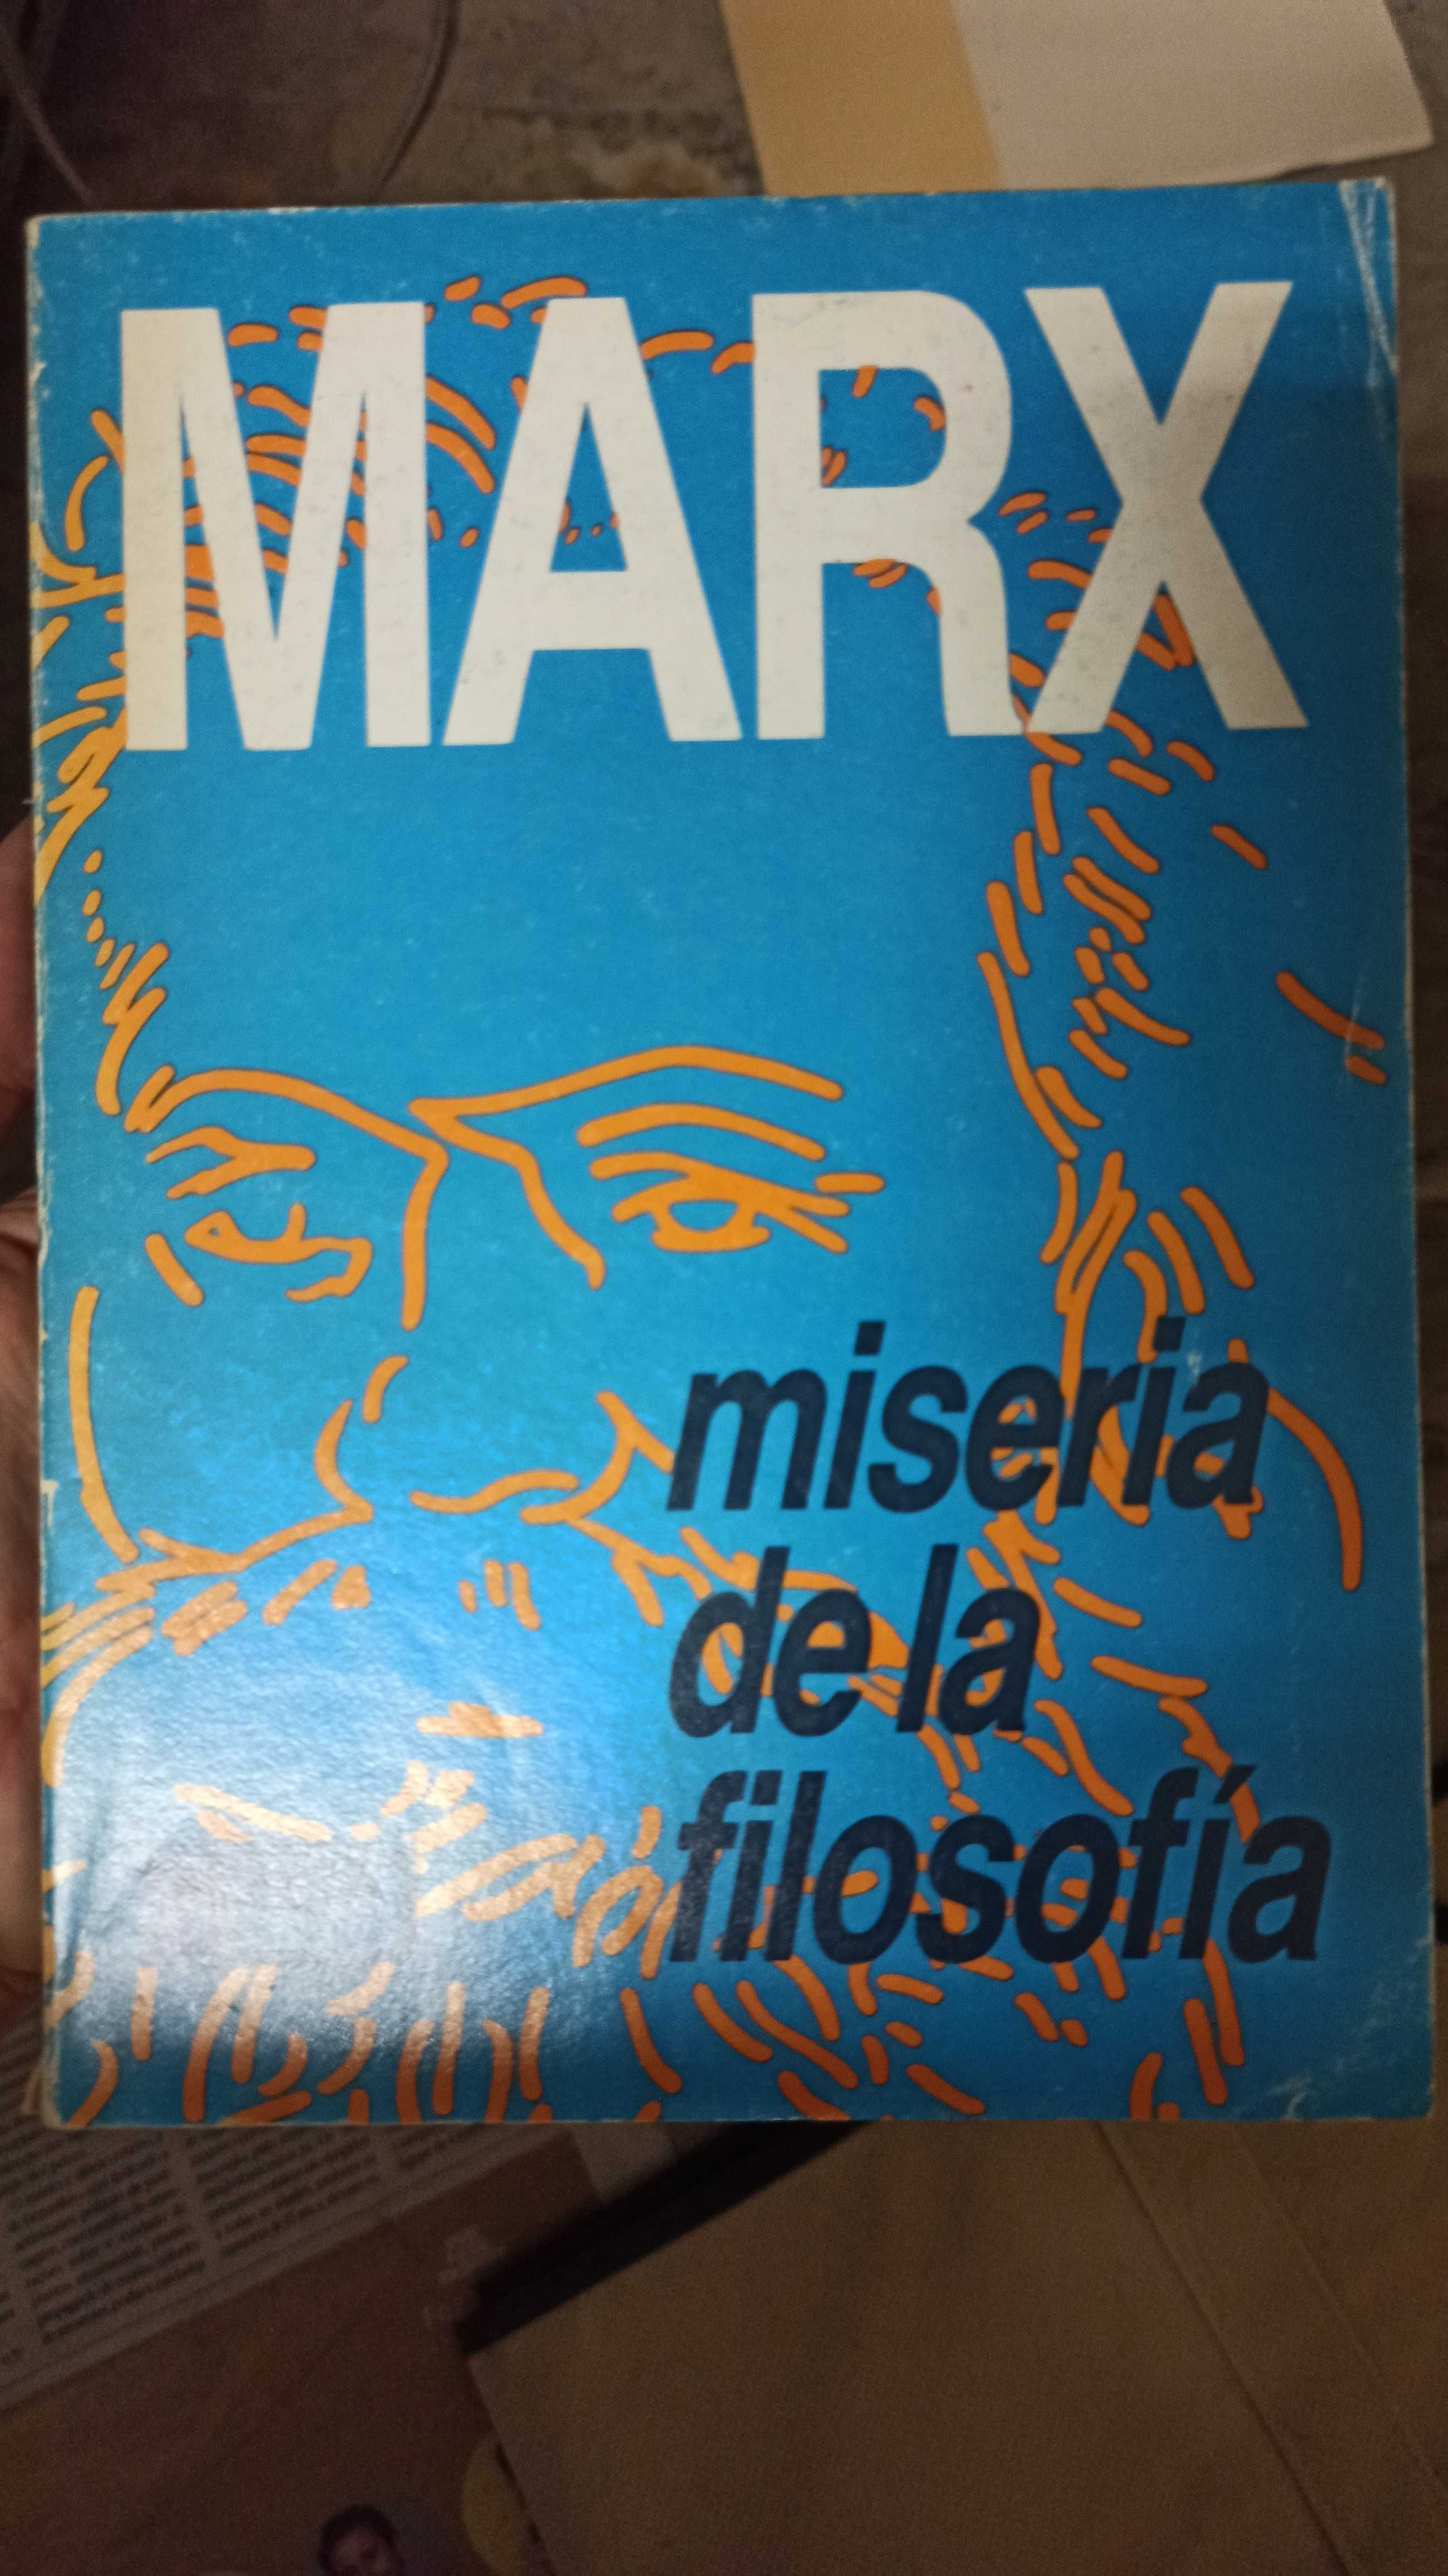 MARX
miseria
de la
filosofía